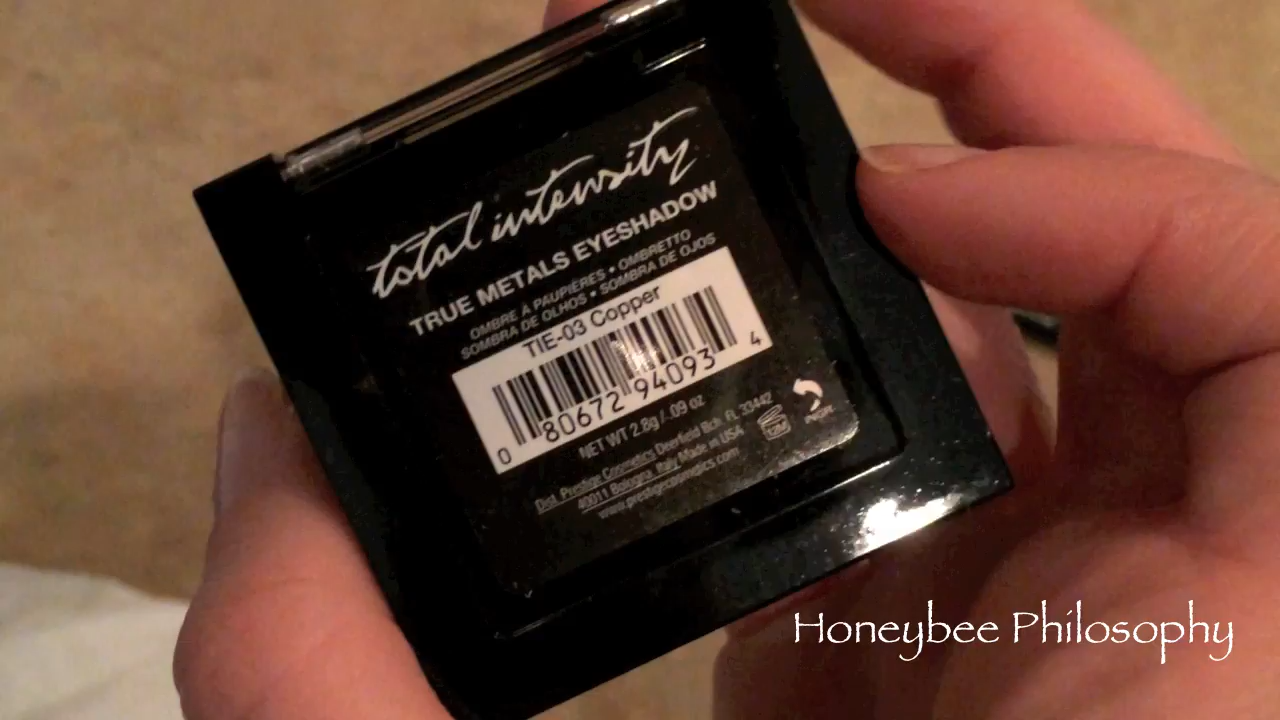 total intensity
TRUE METALS EYESHADOW
OMBRE À PAUPIÈRES • OMBRETTO
SOMBRA DE OLHOS • SOMBRA DE OJOS
TIE-03 Copper
0 80672 94093 4
NET WT 2.8g/.09 oz
Dist. Prestige Cosmetics Deerfield Bch. FL 33442
40011 Bologna, Italy Made in USA
www.prestigecosmetics.com
12M
Honeybee Philosophy